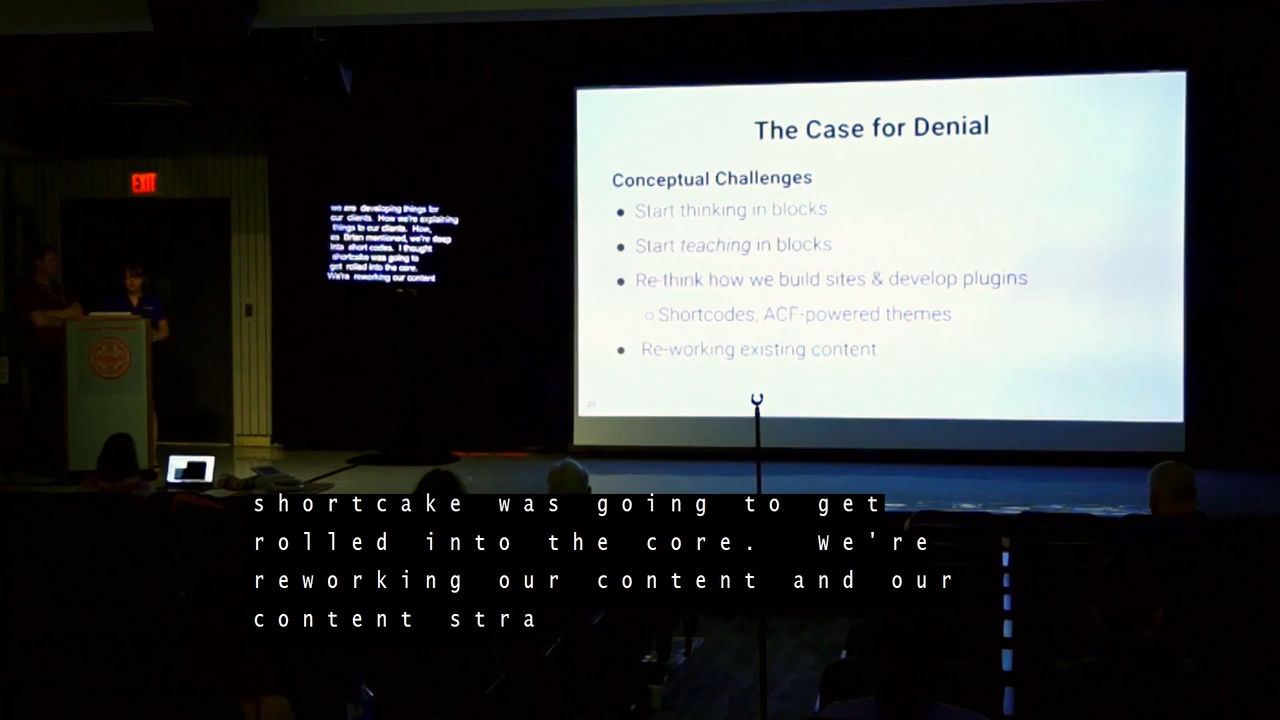 EXIT
we are developing things for
our clients. How we're explaining
things to our clients. How,
as Brian mentioned, we're deep
into short codes. I thought
shortcake was going to
get rolled into the core.
We're reworking our content
The Case for Denial
Conceptual Challenges
• Start thinking in blocks
• Start teaching in blocks
• Re-think how we build sites & develop plugins
○ Shortcodes, ACF-powered themes
• Re-working existing content
shortcake was going to get
rolled into the core. We're
reworking our content and our
content stra